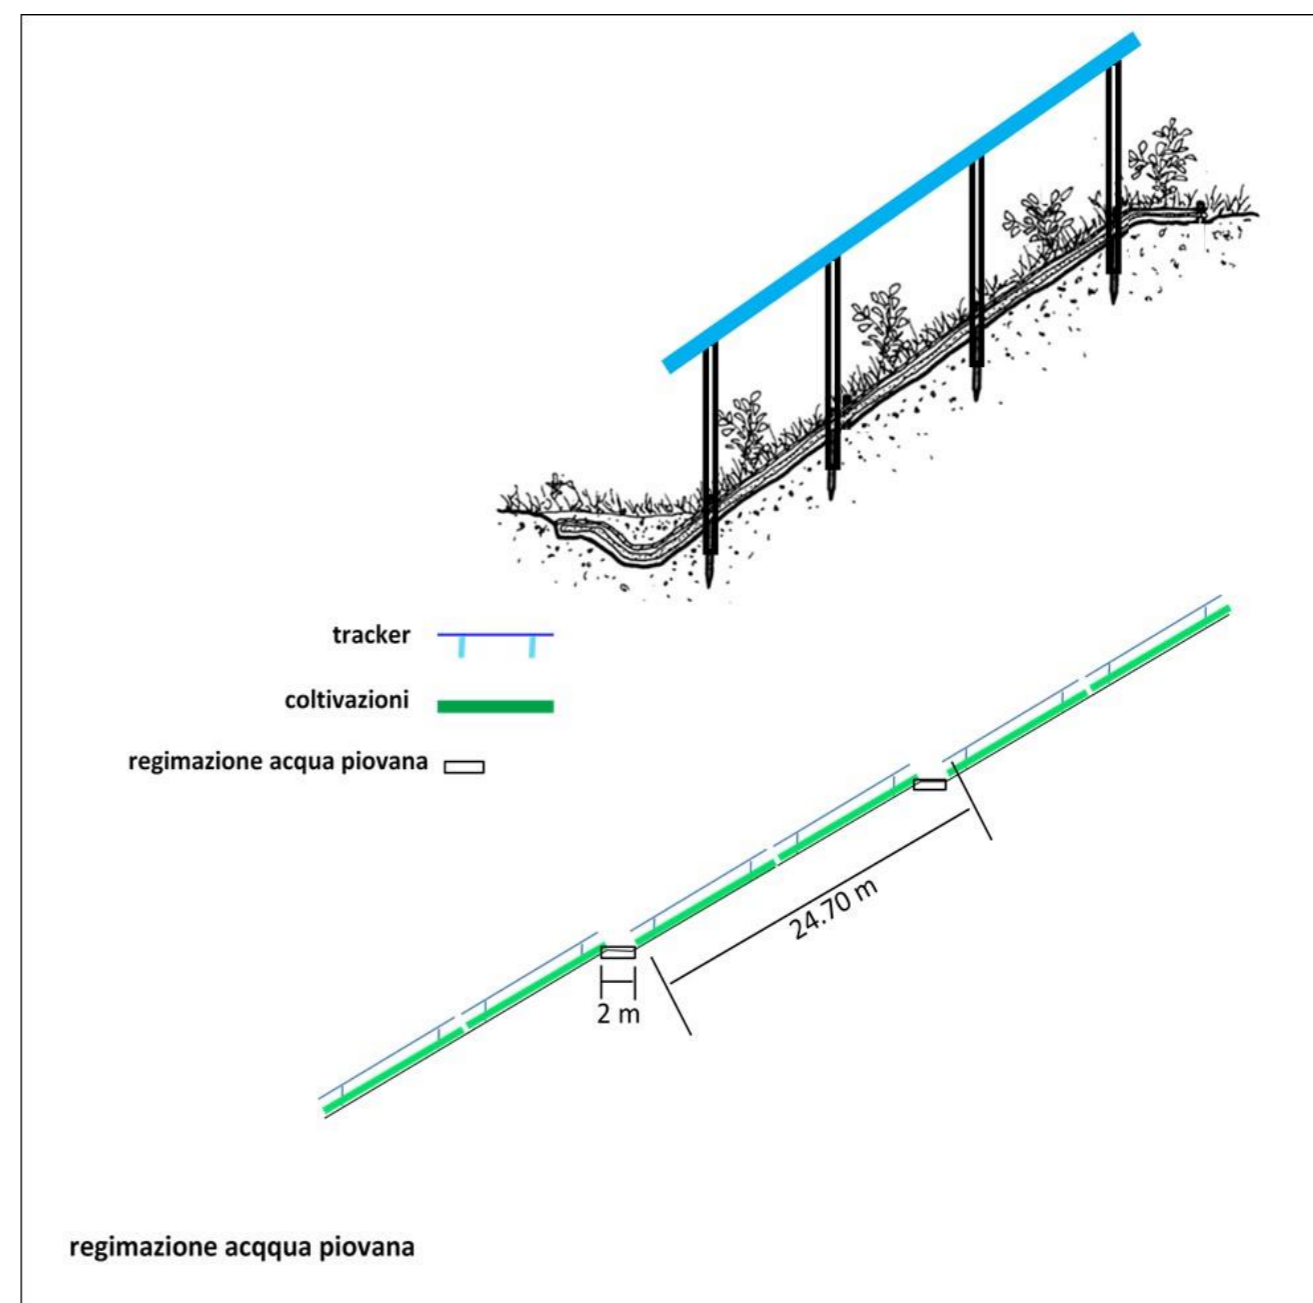 tracker
coltivazioni
regimazione acqua piovana
24.70 m
2 m
regimazione acqqua piovana